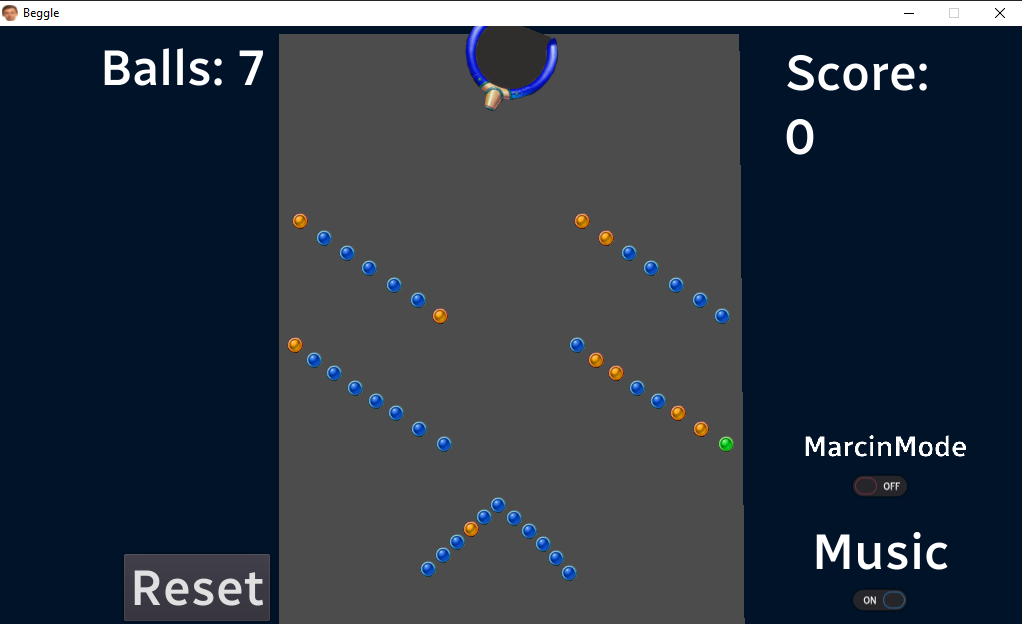 Beggle
Balls: 7
Score:
0
MarcinMode
OFF
Music
ON
Reset